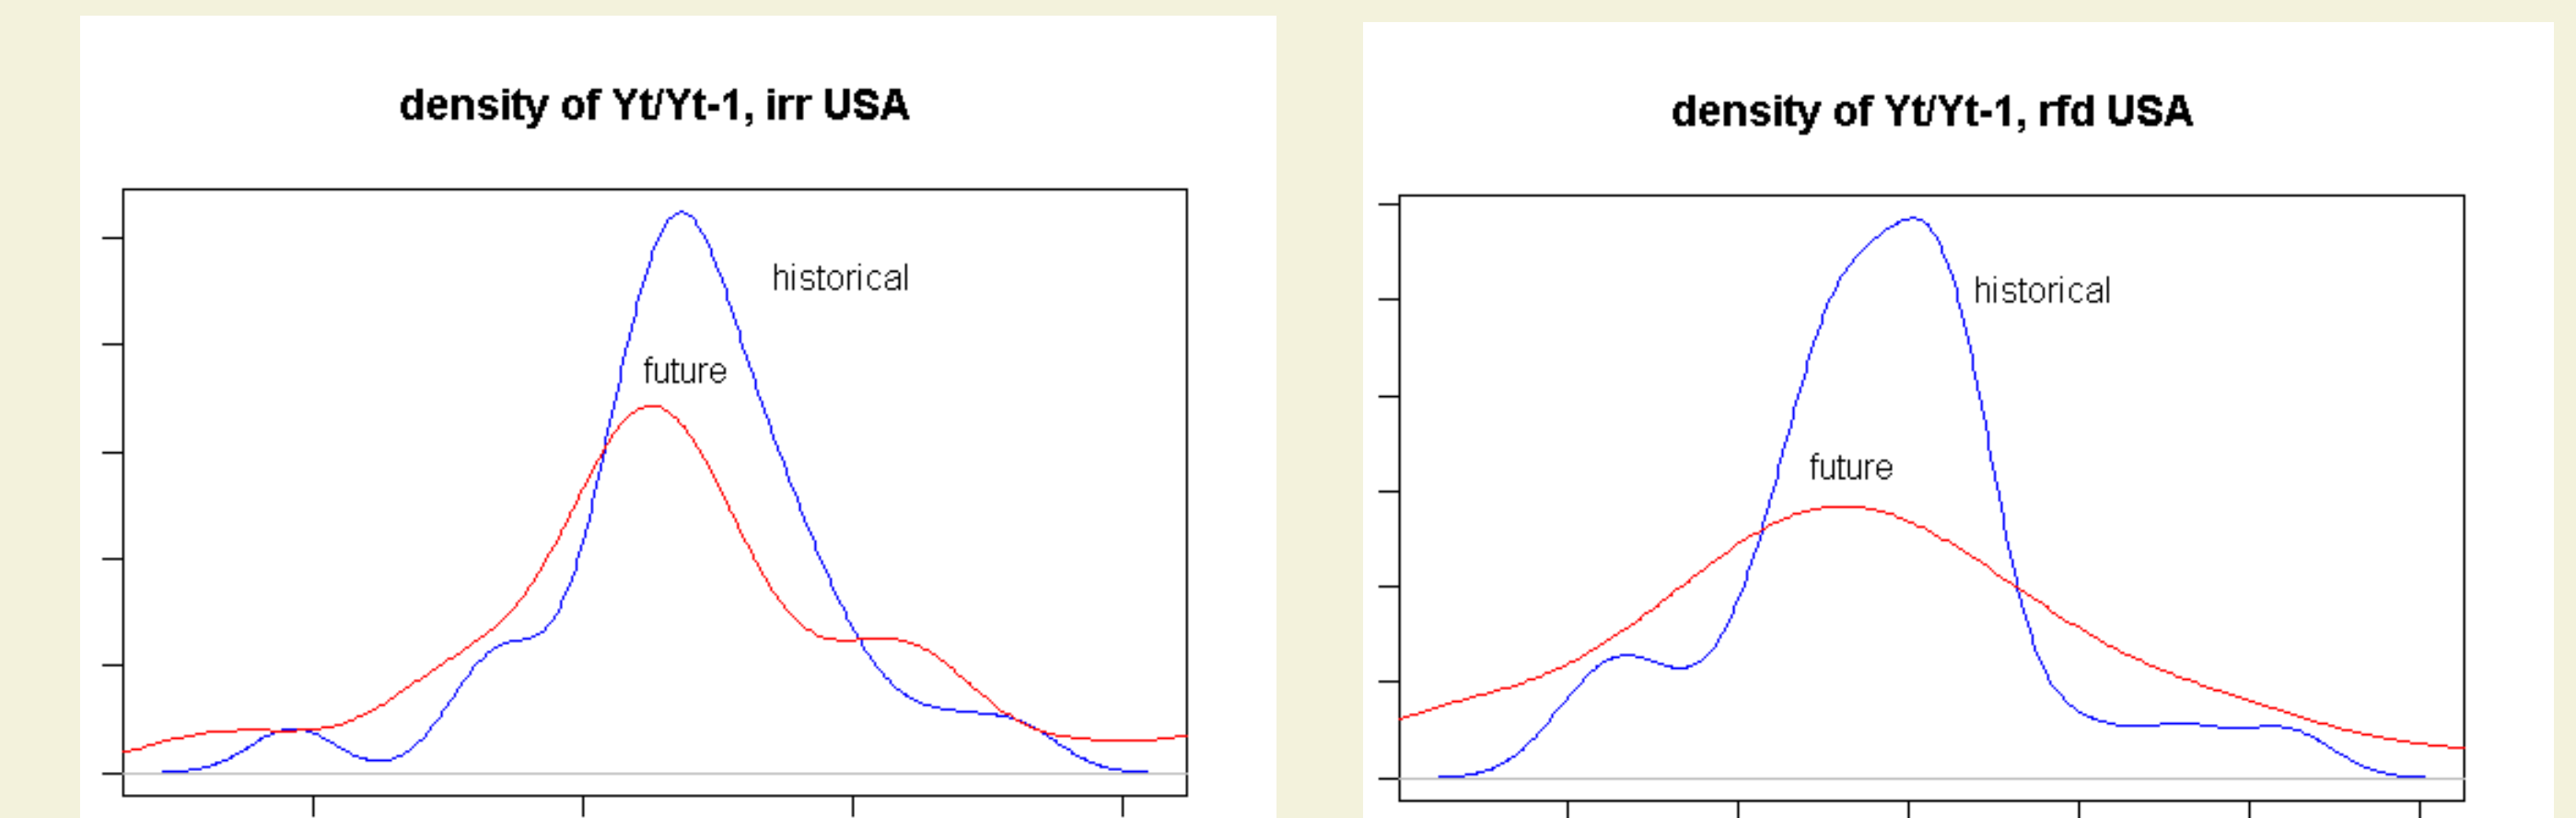 density of Yt/Yt-1, irr USA
historical
future
density of Yt/Yt-1, rfd USA
historical
future